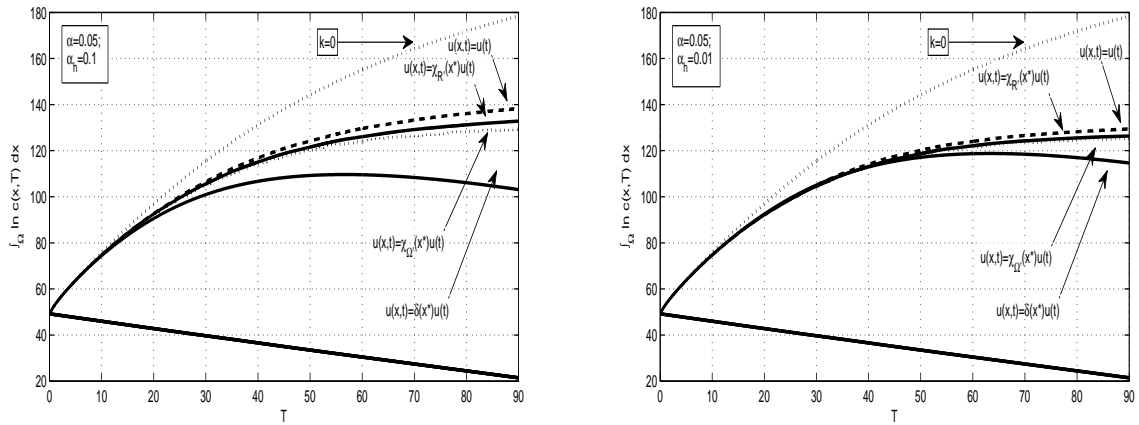 α=0.05;
α_h=0.1
k=0
u(x,t)=u(t)
u(x,t)=χ_R'(x*)u(t)
u(x,t)=χ_Ω'(x*)u(t)
u(x,t)=δ(x*)u(t)
∫_Ω ln c(x,T) dx
180
160
140
120
100
80
60
40
20
0 10 20 30 40 50 60 70 80 90
T
α=0.05;
α_h=0.01
k=0
u(x,t)=u(t)
u(x,t)=χ_R'(x*)u(t)
u(x,t)=χ_Ω'(x*)u(t)
u(x,t)=δ(x*)u(t)
∫_Ω ln c(x,T) dx
180
160
140
120
100
80
60
40
20
0 10 20 30 40 50 60 70 80 90
T